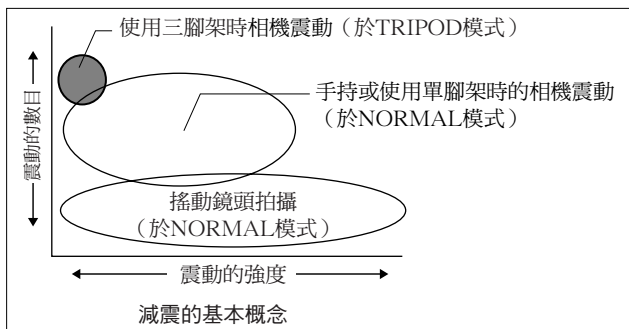 使用三腳架時相機震動（於TRIPOD模式）
手持或使用單腳架時的相機震動
（於NORMAL模式）
震動的數目
搖動鏡頭拍攝
（於NORMAL模式）
震動的強度
減震的基本概念